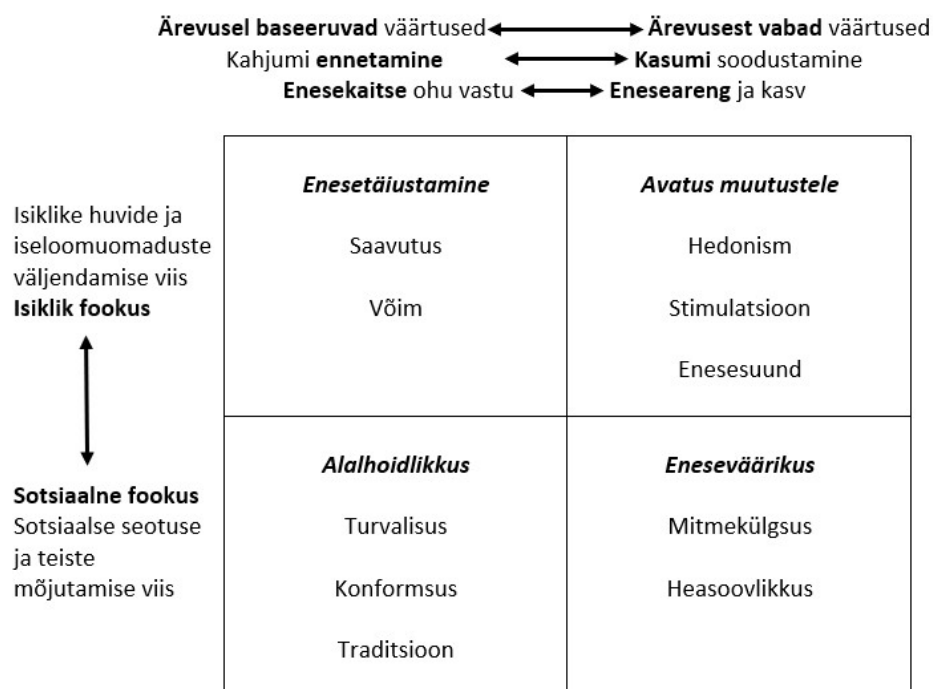 Ärevusel baseeruvad väärtused Ärevusest vabad väärtused
Kahjumi ennetamine Kasumi soodustamine
Enesekaitse ohu vastu Eneseareng ja kasv
Isiklike huvide ja
iseloomuomaduste
väljendamise viis
Isiklik fookus
Enesetäiustamine
Saavutus
Võim
Avatus muutustele
Hedonism
Stimulatsioon
Enesesuund
Sotsiaalne fookus
Sotsiaalse seotuse
ja teiste
mõjutamise viis
Alalhoidlikkus
Turvalisus
Konformsus
Traditsioon
Eneseväärikus
Mitmekülgsus
Heasoovlikkus